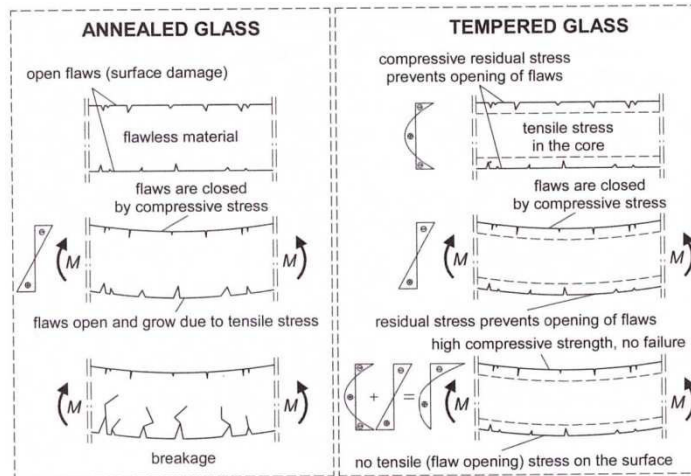 ANNEALED GLASS
open flaws (surface damage)
flawless material
flaws are closed
by compressive stress
M
M
flaws open and grow due to tensile stress
M
M
breakage
TEMPERED GLASS
compressive residual stress
prevents opening of flaws
tensile stress
in the core
flaws are closed
by compressive stress
M
M
residual stress prevents opening of flaws
high compressive strength, no failure
+
=
M
M
no tensile (flaw opening) stress on the surface